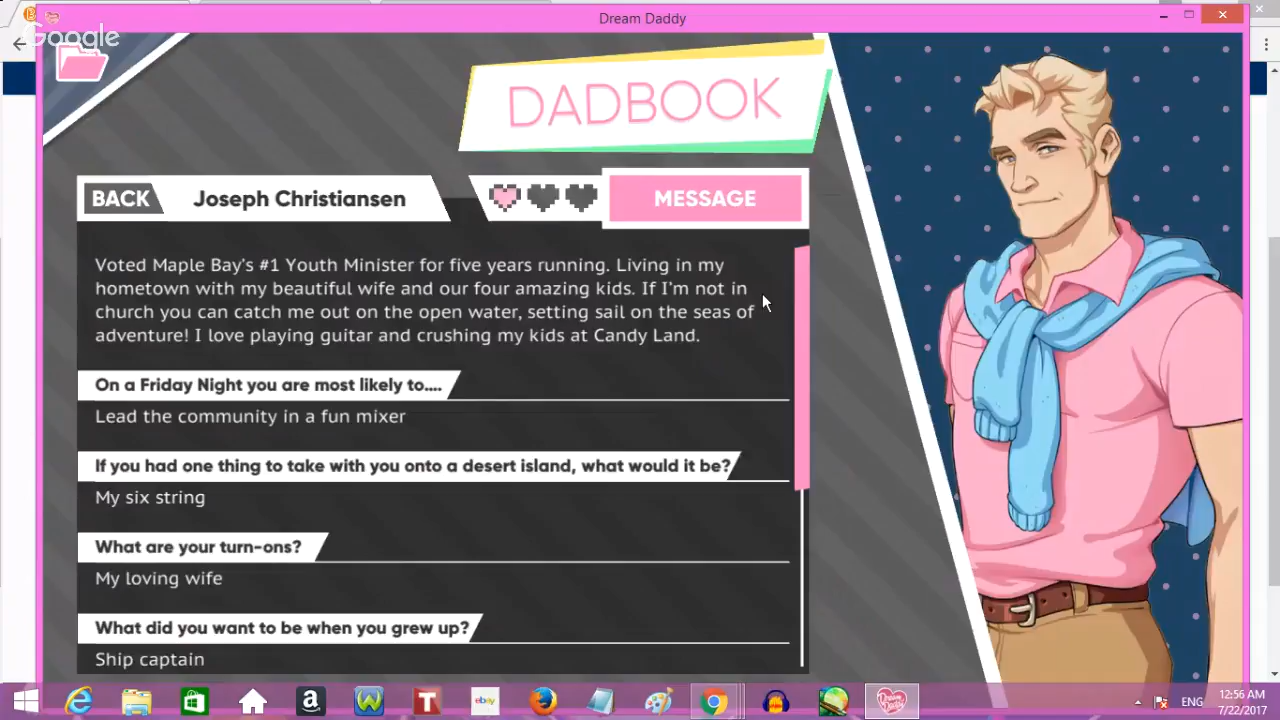 Dream Daddy
Google
DADBOOK
BACK
Joseph Christiansen
MESSAGE
Voted Maple Bay's #1 Youth Minister for five years running. Living in my
hometown with my beautiful wife and our four amazing kids. If I'm not in
church you can catch me out on the open water, setting sail on the seas of
adventure! I love playing guitar and crushing my kids at Candy Land.
On a Friday Night you are most likely to....
Lead the community in a fun mixer
If you had one thing to take with you onto a desert island, what would it be?
My six string
What are your turn-ons?
My loving wife
What did you want to be when you grew up?
Ship captain
a
W
T
ebay
Dream Daddy
ENG
12:56 AM
7/22/2017